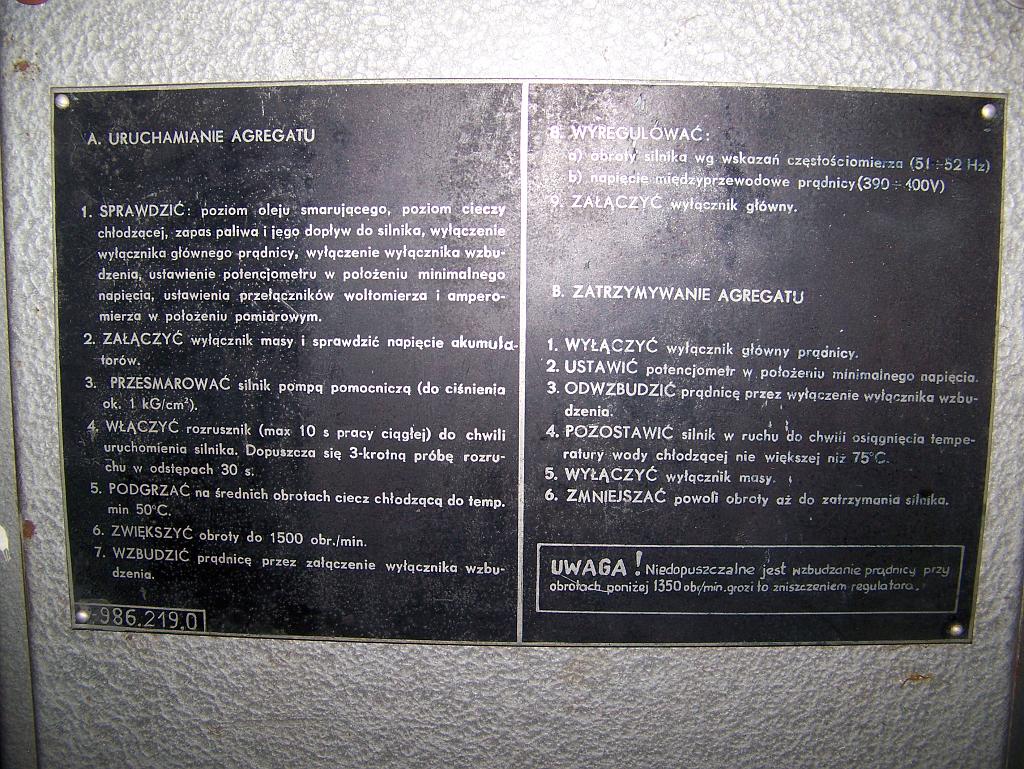 A. URUCHAMIANIE AGREGATU
1. SPRAWDZIĆ: poziom oleju smarującego, poziom cieczy
chłodzącej, zapas paliwa i jego dopływ do silnika, wyłączenie
wyłącznika głównego prądnicy, wyłączenie wyłącznika wzbu-
dzenia, ustawienie potencjometru w położeniu minimalnego
napięcia, ustawienia przełączników woltomierza i ampero-
mierza w położeniu pomiarowym.
2. ZAŁĄCZYĆ wyłącznik masy i sprawdzić napięcie akumula-
torów.
3. PRZESMAROWAĆ silnik pompą pomocniczą (do ciśnienia
ok. 1 kG/cm²).
4. WŁĄCZYĆ rozrusznik (max 10 s pracy ciągłej) do chwili
uruchomienia silnika. Dopuszcza się 3-krotną próbę rozru-
chu w odstępach 30 s.
5. PODGRZAĆ na średnich obrotach ciecz chłodzącą do temp.
min 50°C.
6. ZWIĘKSZYĆ obroty do 1500 obr./min.
7. WZBUDZIĆ prądnicę przez załączenie wyłącznika wzbu-
dzenia.
986.219.0
8. WYREGULOWAĆ:
a) obroty silnika wg wskazań częstościomierza (51÷52 Hz)
b) napięcie międzyprzewodowe prądnicy (390÷400V)
9. ZAŁĄCZYĆ wyłącznik główny.
B. ZATRZYMYWANIE AGREGATU
1. WYŁĄCZYĆ wyłącznik główny prądnicy.
2. USTAWIĆ potencjometr w położeniu minimalnego napięcia.
3. ODWZBUDZIĆ prądnicę przez wyłączenie wyłącznika wzbu-
dzenia.
4. POZOSTAWIĆ silnik w ruchu do chwili osiągnięcia tempe-
ratury wody chłodzącej nie większej niż 75°C.
5. WYŁĄCZYĆ wyłącznik masy.
6. ZMNIEJSZAĆ powoli obroty aż do zatrzymania silnika.
UWAGA! Niedopuszczalne jest wzbudzanie prądnicy przy
obrotach poniżej 1350 obr/min. grozi to zniszczeniem regulatora.